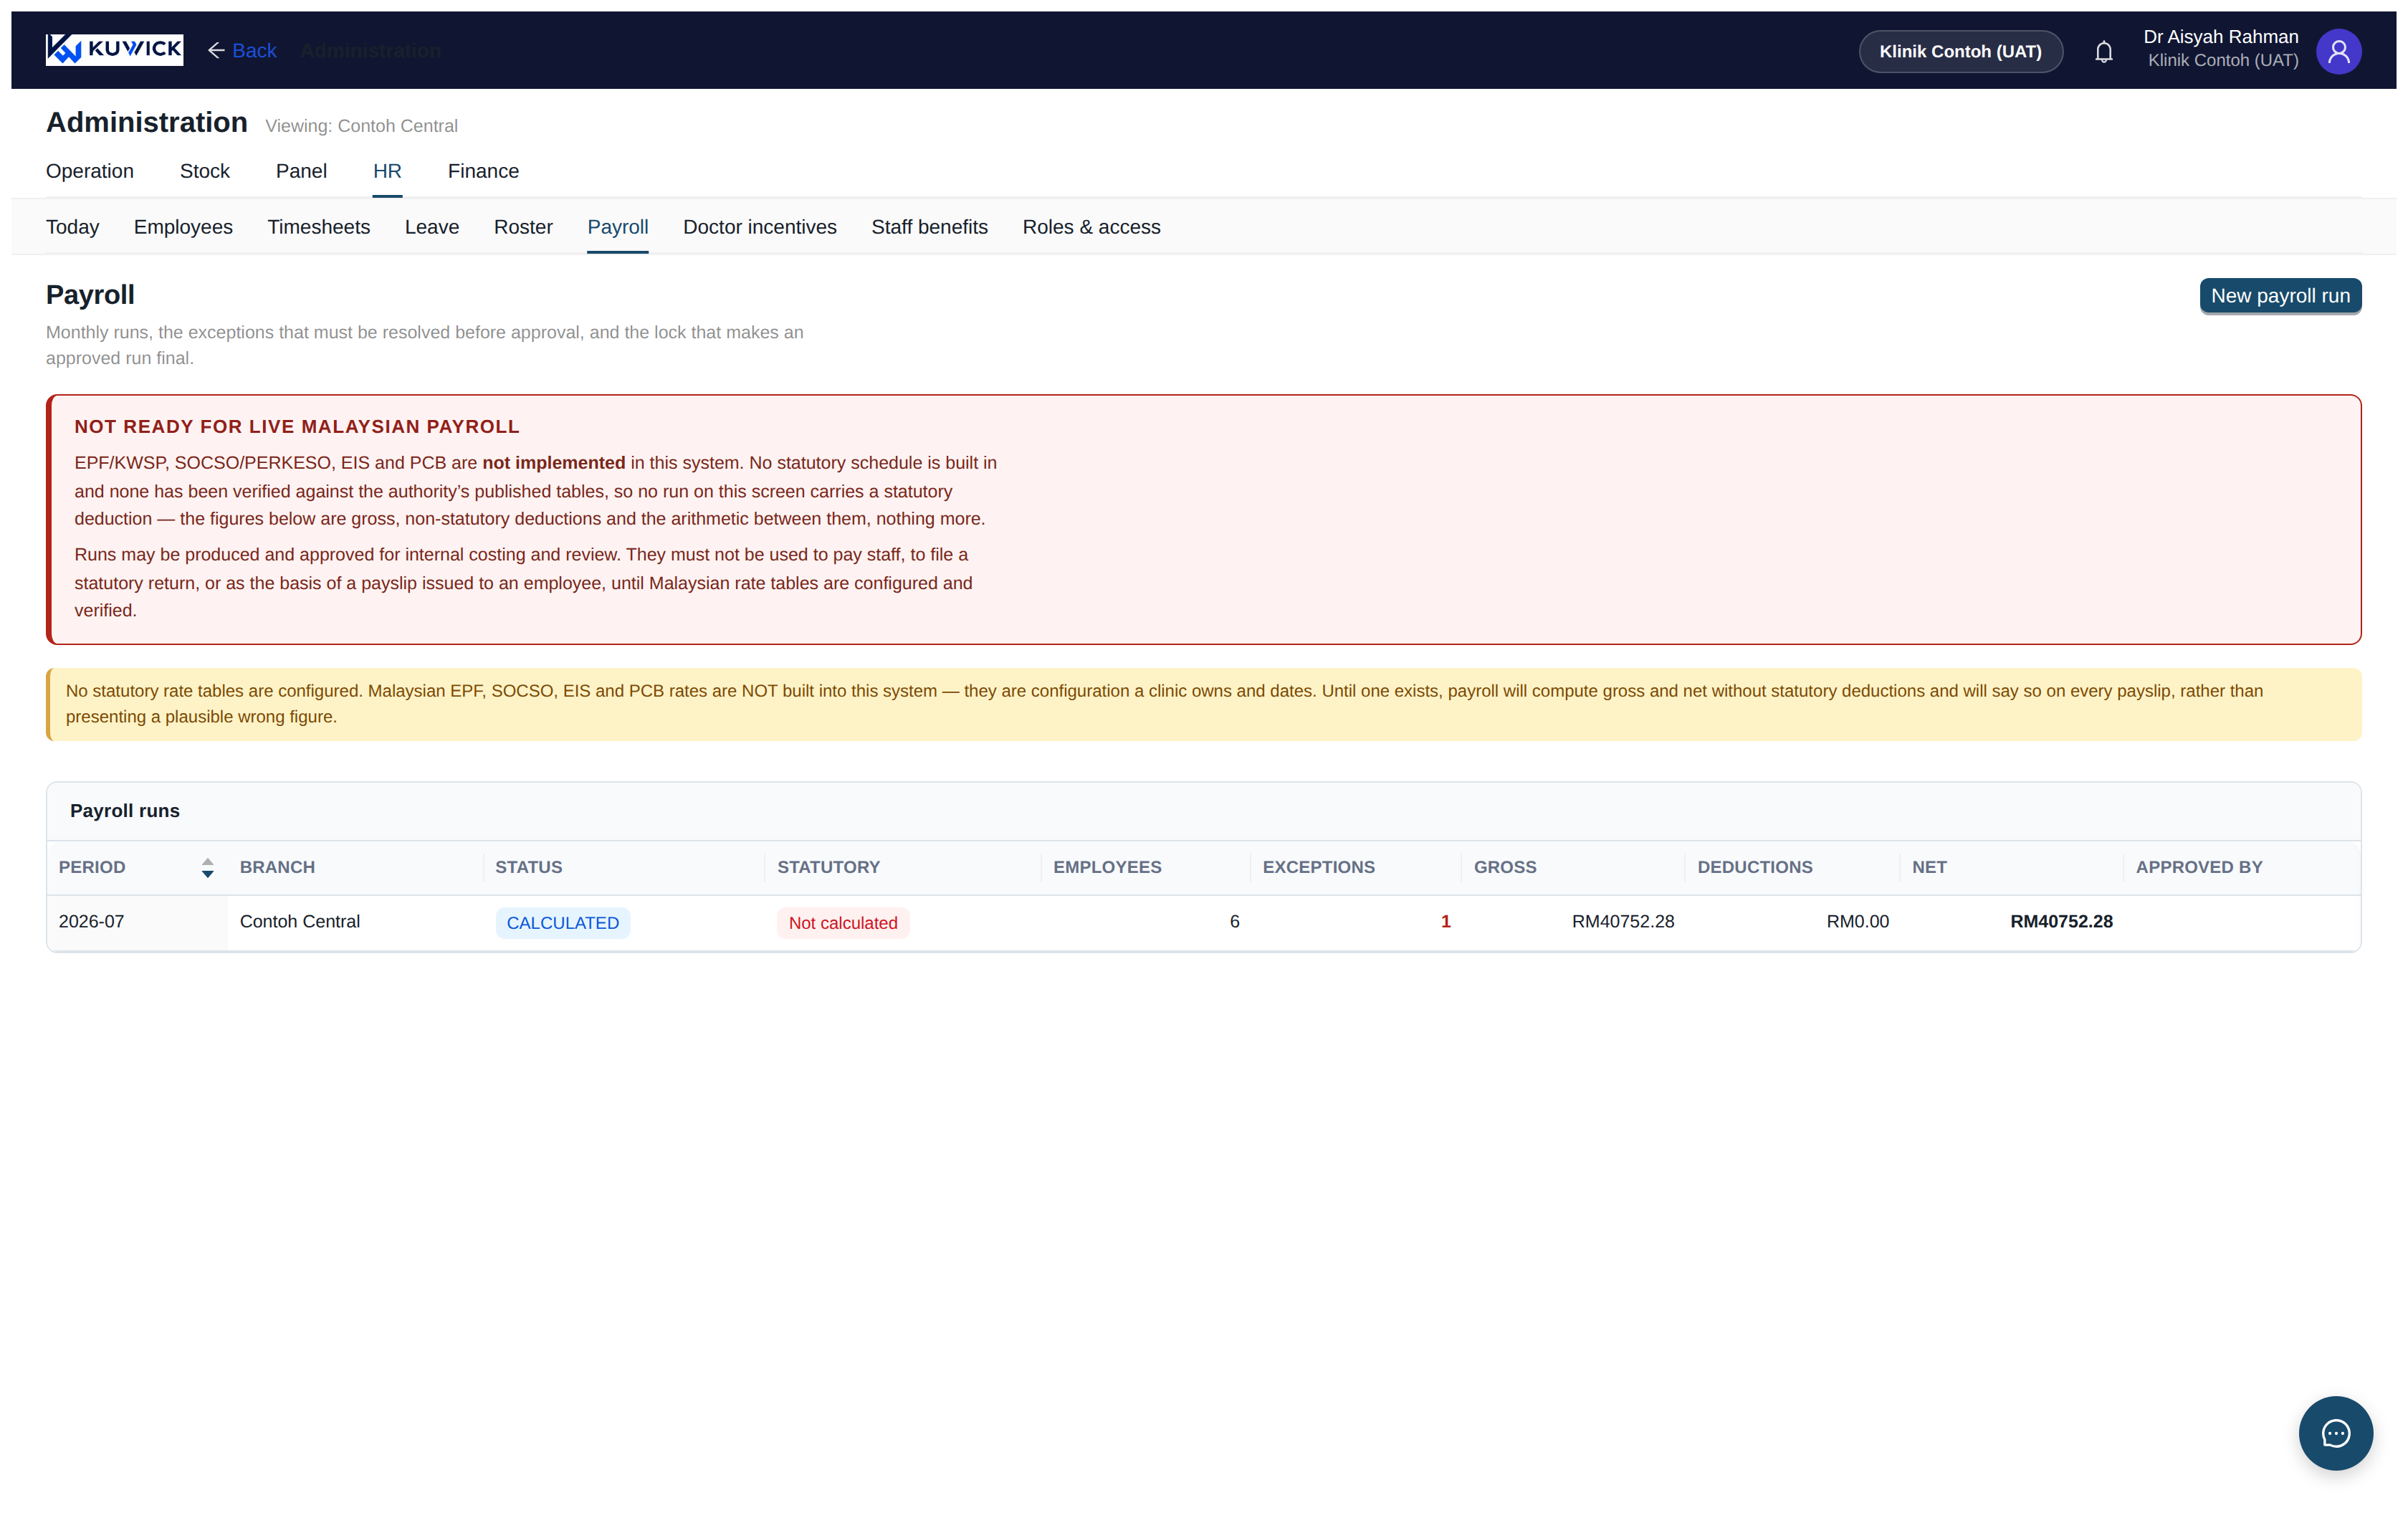 KUWICK
Back
Administration
Klinik Contoh (UAT)
Dr Aisyah Rahman
Klinik Contoh (UAT)
Administration
Viewing: Contoh Central
Operation
Stock
Panel
HR
Finance
Today
Employees
Timesheets
Leave
Roster
Payroll
Doctor incentives
Staff benefits
Roles & access
Payroll
New payroll run
Monthly runs, the exceptions that must be resolved before approval, and the lock that makes an
approved run final.
NOT READY FOR LIVE MALAYSIAN PAYROLL
EPF/KWSP, SOCSO/PERKESO, EIS and PCB are not implemented in this system. No statutory schedule is built in
and none has been verified against the authority’s published tables, so no run on this screen carries a statutory
deduction — the figures below are gross, non-statutory deductions and the arithmetic between them, nothing more.
Runs may be produced and approved for internal costing and review. They must not be used to pay staff, to file a
statutory return, or as the basis of a payslip issued to an employee, until Malaysian rate tables are configured and
verified.
No statutory rate tables are configured. Malaysian EPF, SOCSO, EIS and PCB rates are NOT built into this system — they are configuration a clinic owns and dates. Until one exists, payroll will compute gross and net without statutory deductions and will say so on every payslip, rather than
presenting a plausible wrong figure.
Payroll runs
PERIOD BRANCH STATUS STATUTORY EMPLOYEES EXCEPTIONS GROSS DEDUCTIONS NET APPROVED BY
2026-07 Contoh Central CALCULATED Not calculated 6 1 RM40752.28 RM0.00 RM40752.28